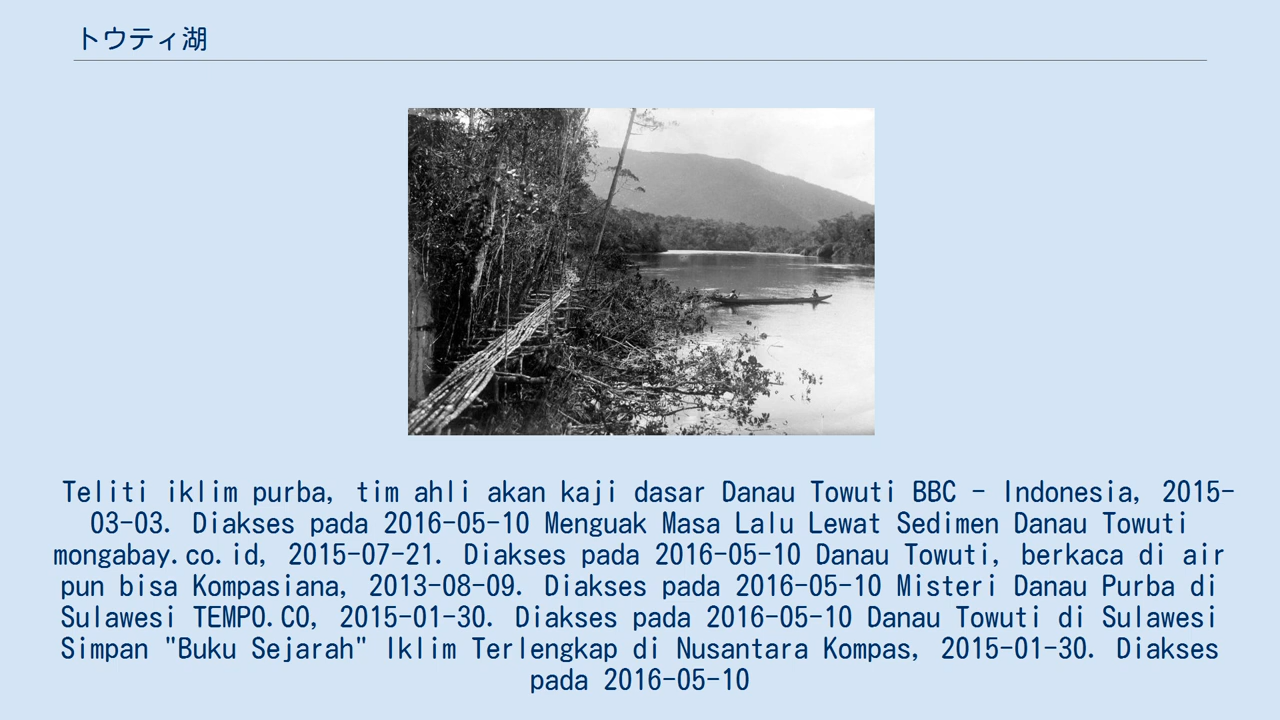 トウティ湖
Teliti iklim purba, tim ahli akan kaji dasar Danau Towuti BBC - Indonesia, 2015-
03-03. Diakses pada 2016-05-10 Menguak Masa Lalu Lewat Sedimen Danau Towuti
mongabay.co.id, 2015-07-21. Diakses pada 2016-05-10 Danau Towuti, berkaca di air
pun bisa Kompasiana, 2013-08-09. Diakses pada 2016-05-10 Misteri Danau Purba di
Sulawesi TEMPO.CO, 2015-01-30. Diakses pada 2016-05-10 Danau Towuti di Sulawesi
Simpan "Buku Sejarah" Iklim Terlengkap di Nusantara Kompas, 2015-01-30. Diakses
pada 2016-05-10